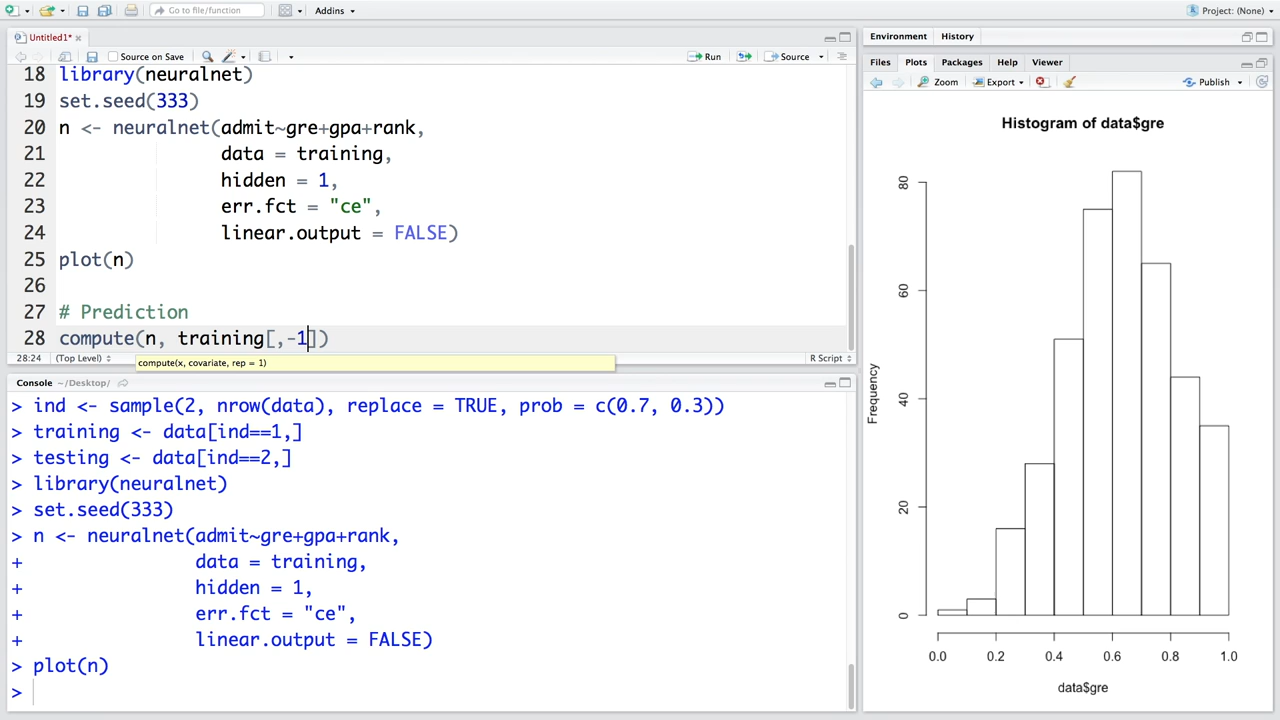 Go to file/function
Addins
Project: (None)
Untitled1*
Source on Save
Run
Source
18 library(neuralnet)
19 set.seed(333)
20 n <- neuralnet(admit~gre+gpa+rank,
21 data = training,
22 hidden = 1,
23 err.fct = "ce",
24 linear.output = FALSE)
25 plot(n)
26
27 # Prediction
28 compute(n, training[,-1])
28:24 (Top Level) R Script
compute(x, covariate, rep = 1)
Console ~/Desktop/
> ind <- sample(2, nrow(data), replace = TRUE, prob = c(0.7, 0.3))
> training <- data[ind==1,]
> testing <- data[ind==2,]
> library(neuralnet)
> set.seed(333)
> n <- neuralnet(admit~gre+gpa+rank,
+ data = training,
+ hidden = 1,
+ err.fct = "ce",
+ linear.output = FALSE)
> plot(n)
>
Environment History
Files Plots Packages Help Viewer
Zoom Export Publish
Histogram of data$gre
Frequency
80
60
40
20
0
0.0 0.2 0.4 0.6 0.8 1.0
data$gre